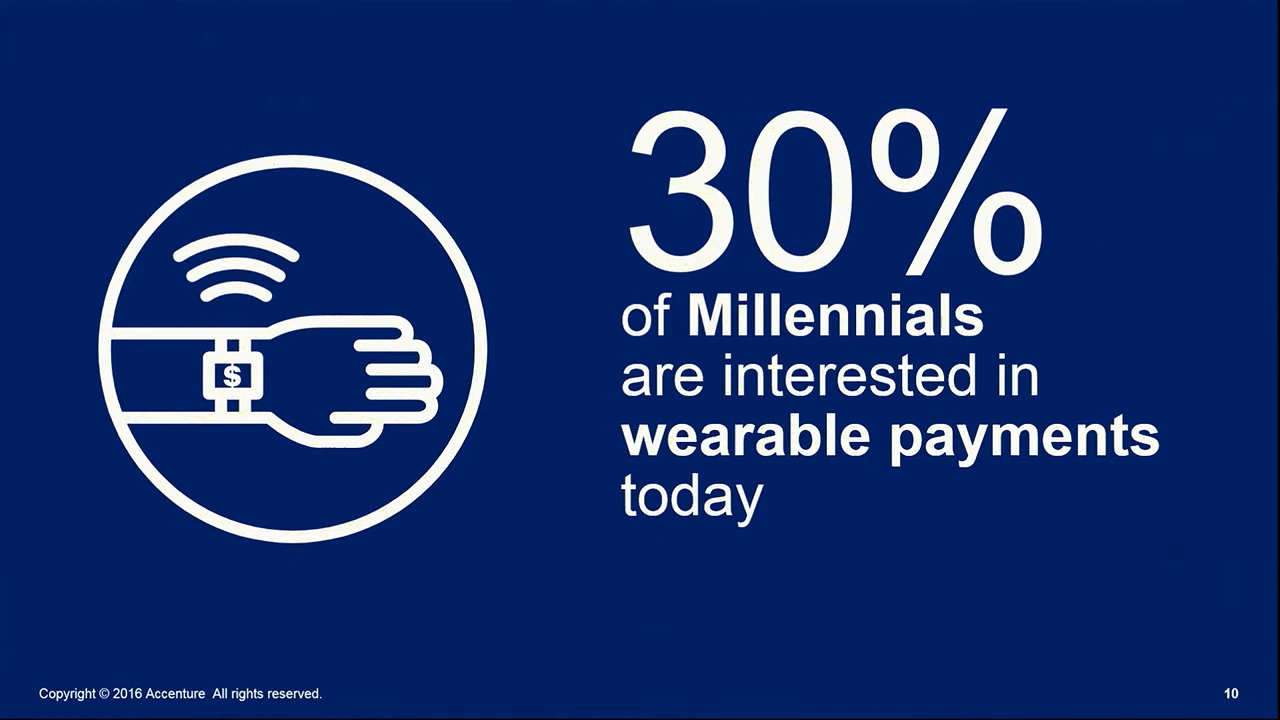 30%
of Millennials
are interested in
wearable payments
today
$
Copyright © 2016 Accenture All rights reserved.
10